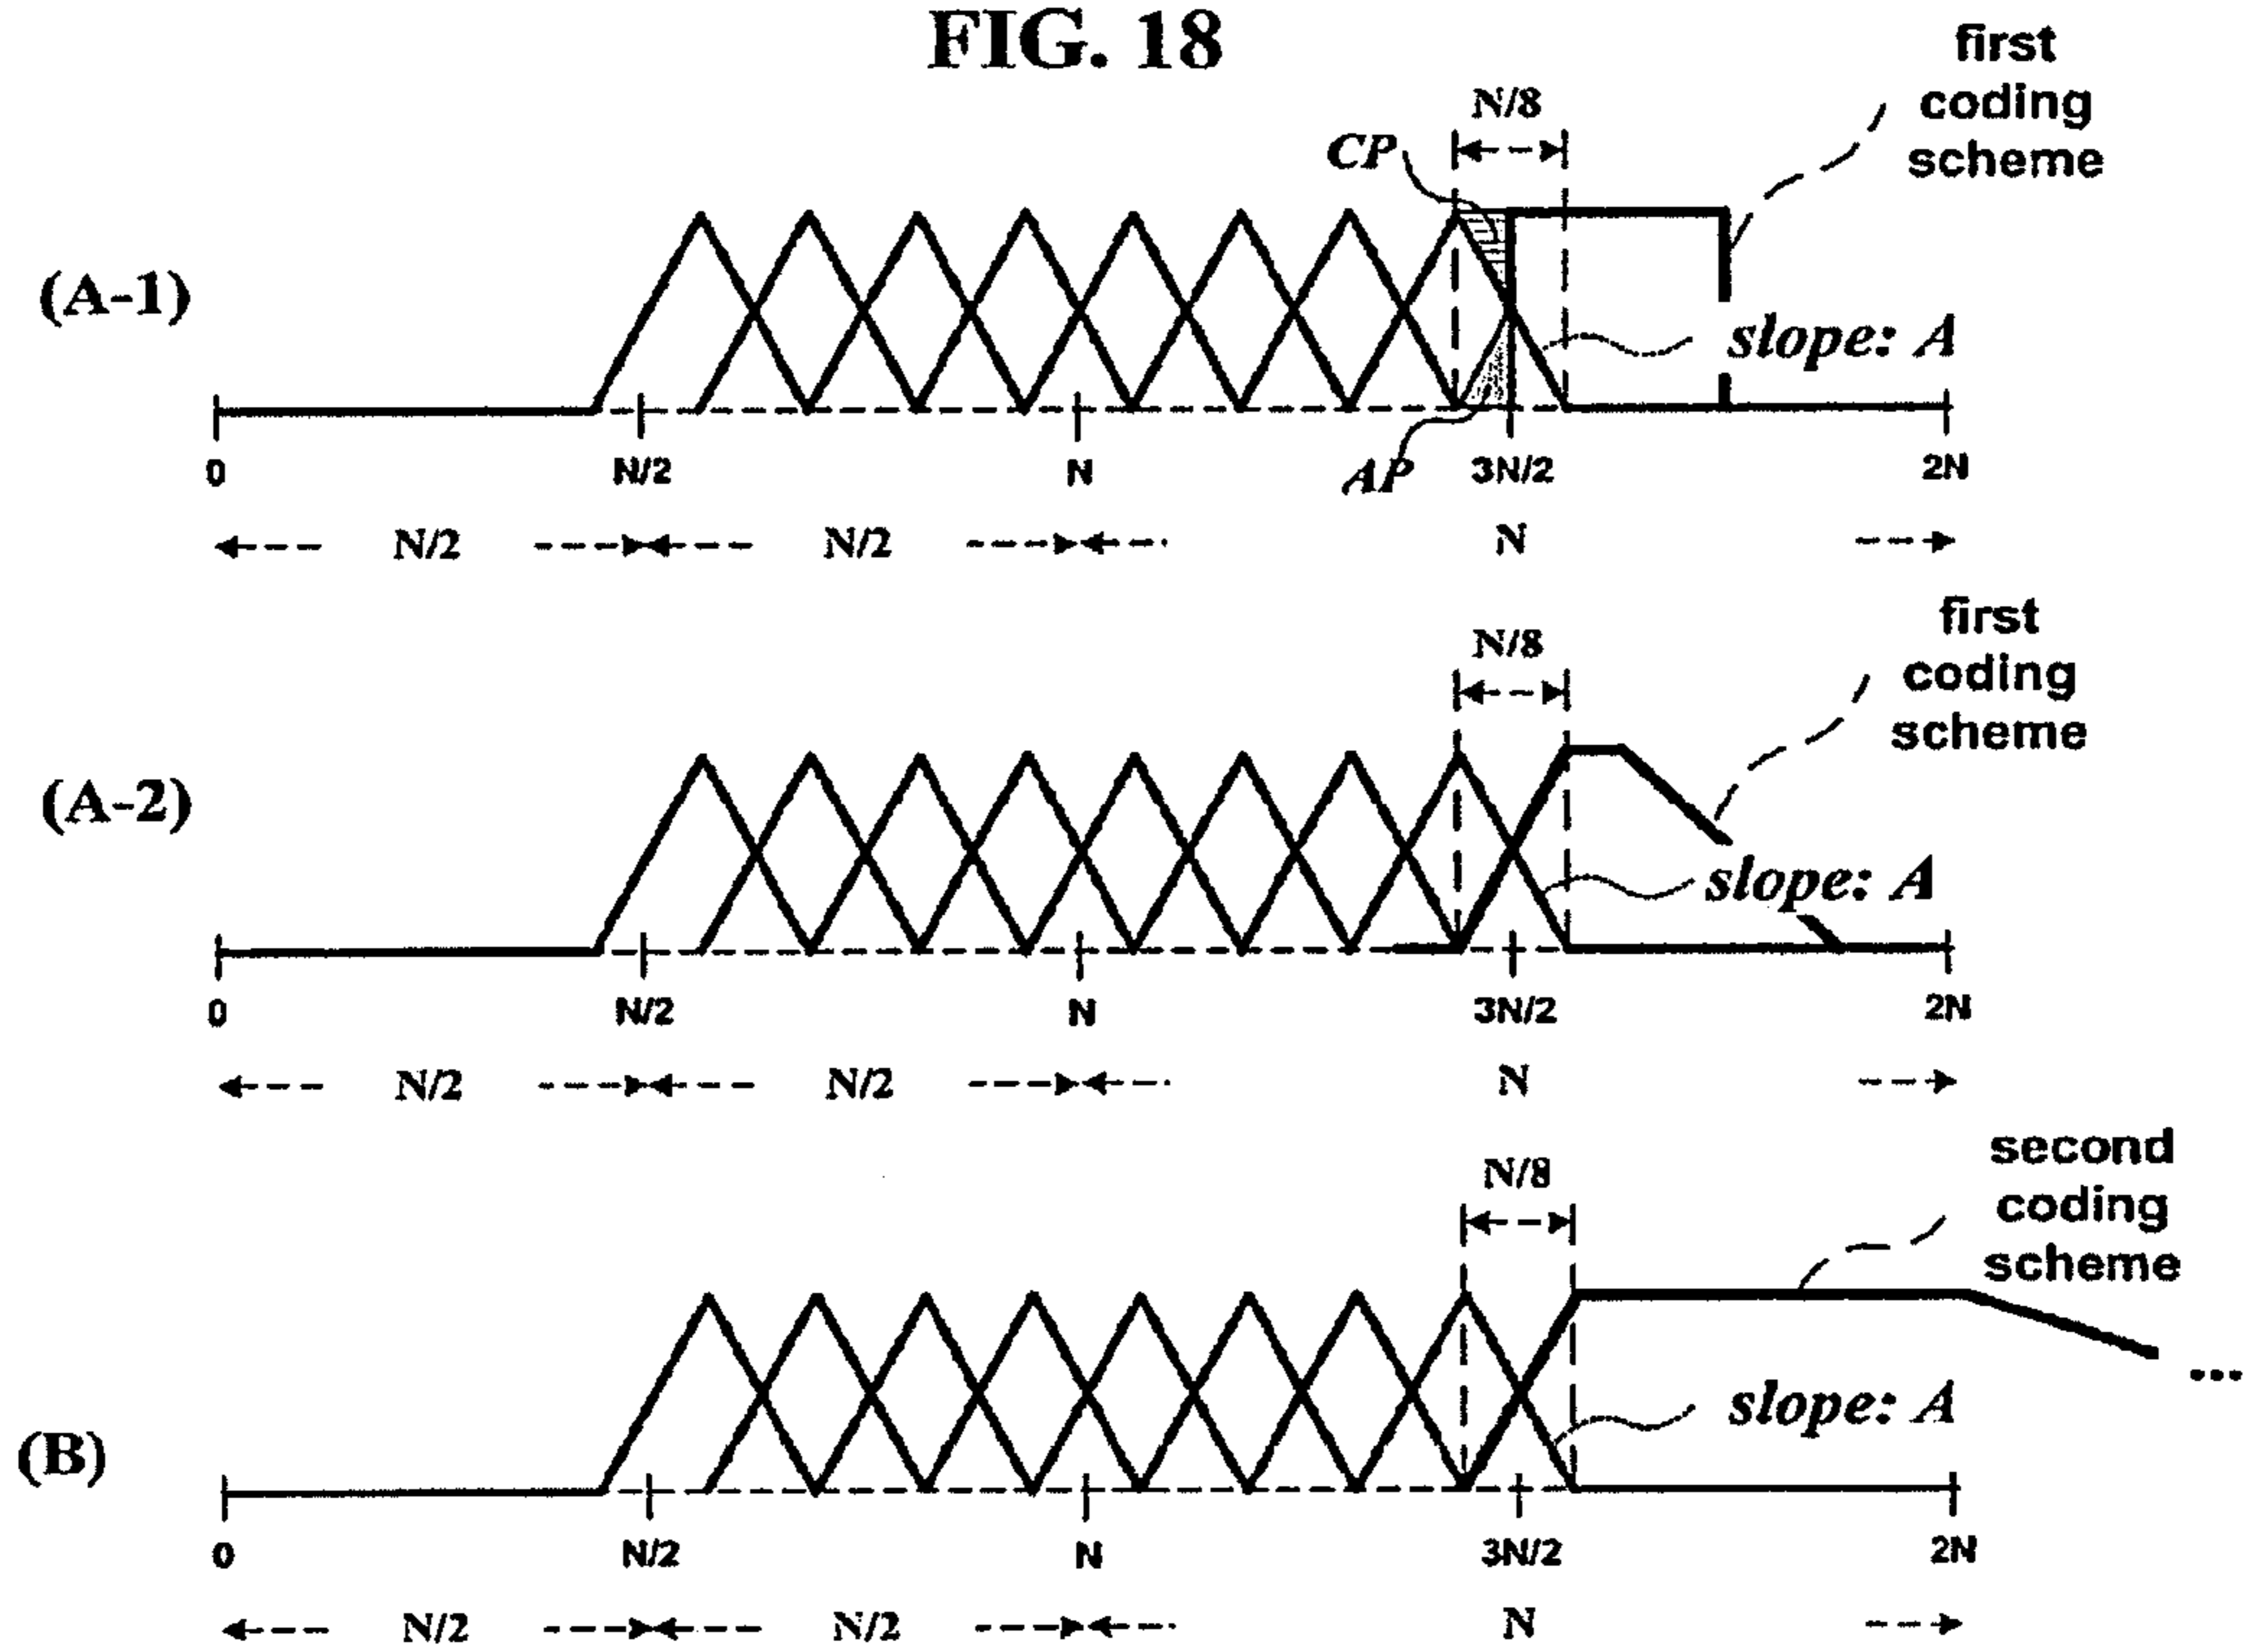 FIG. 18
first
coding
scheme
N/8
CP
(A-1)
slope: A
AP
0
N/2
N
3N/2
2N
N/2
N/2
N
first
coding
scheme
N/8
(A-2)
slope: A
0
N/2
N
3N/2
2N
N/2
N/2
N
second
coding
scheme
N/8
slope: A
...
(B)
0
N/2
N
3N/2
2N
N/2
N/2
N